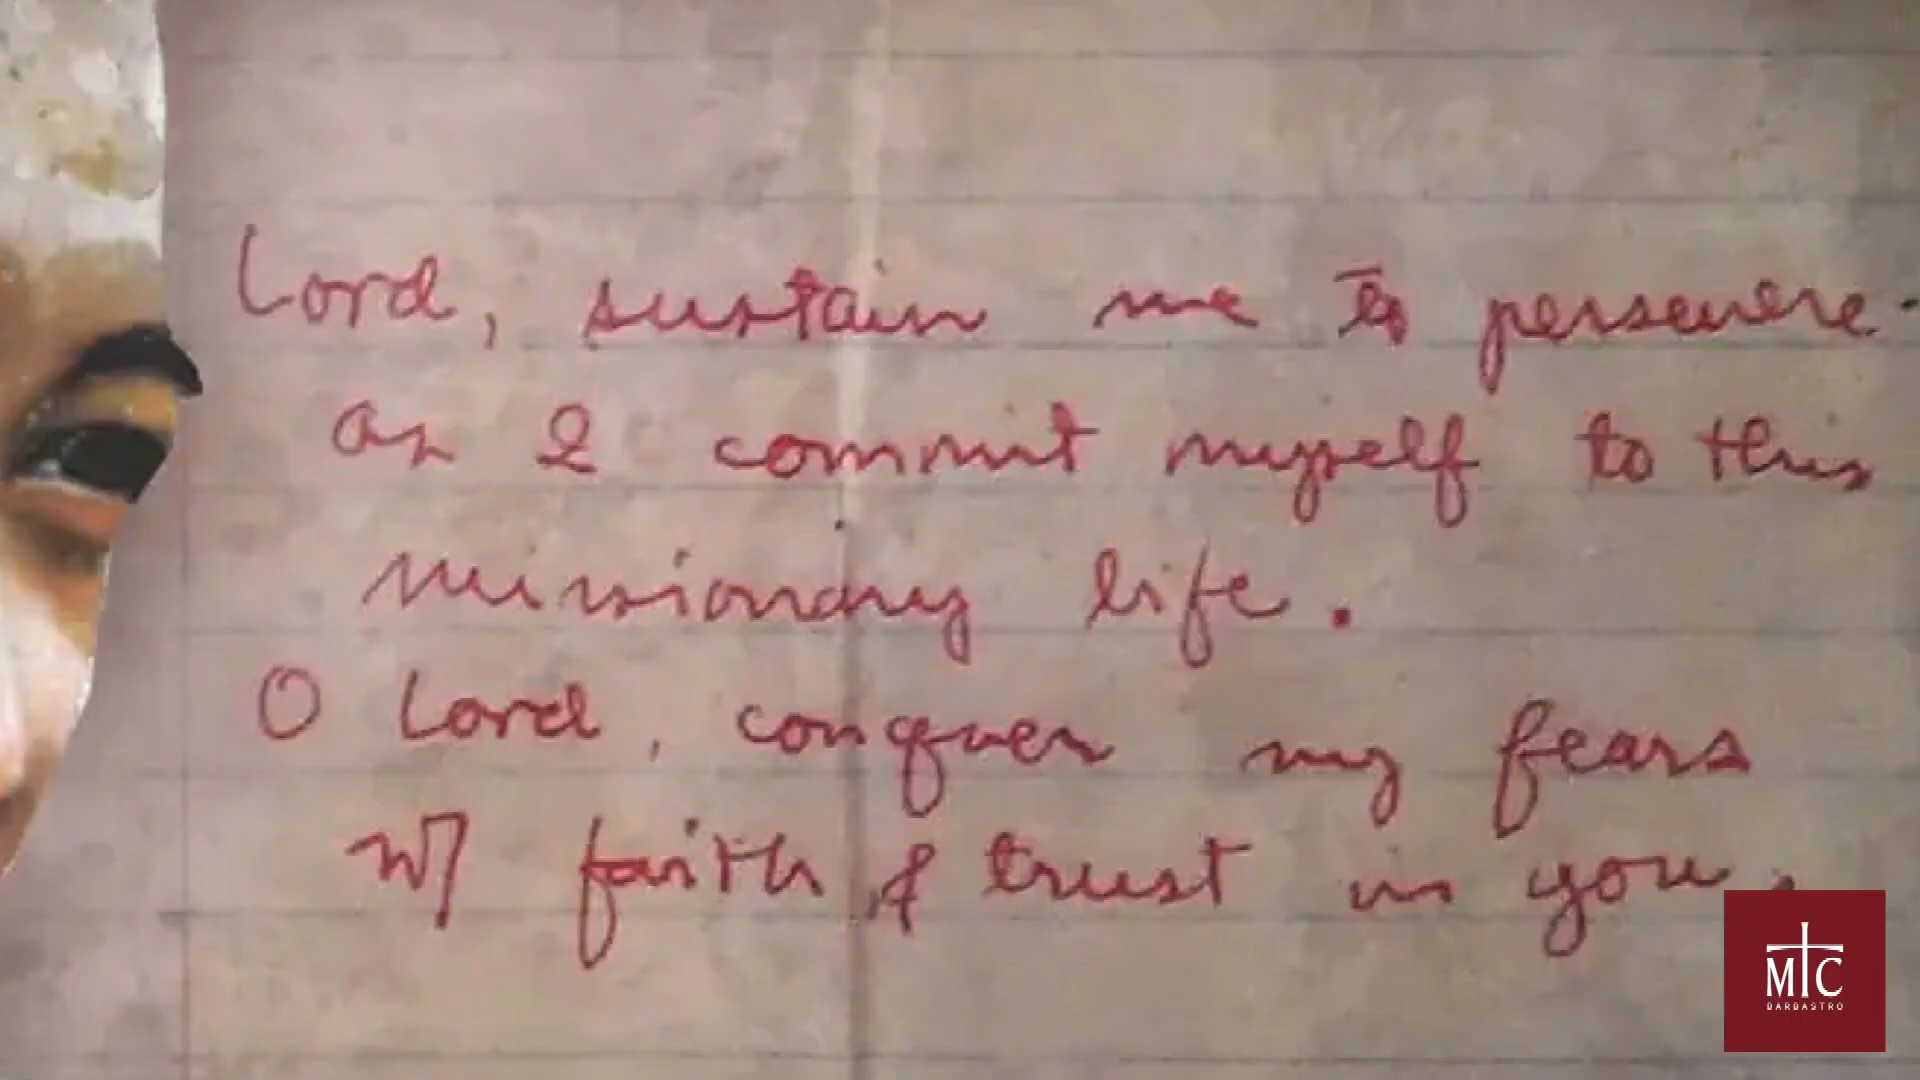 Lord, sustain me to persevere
as I commit myself to this
missionary life.
O Lord, conquer my fears
w/ faith & trust in you.
MTC
BARBASTRO